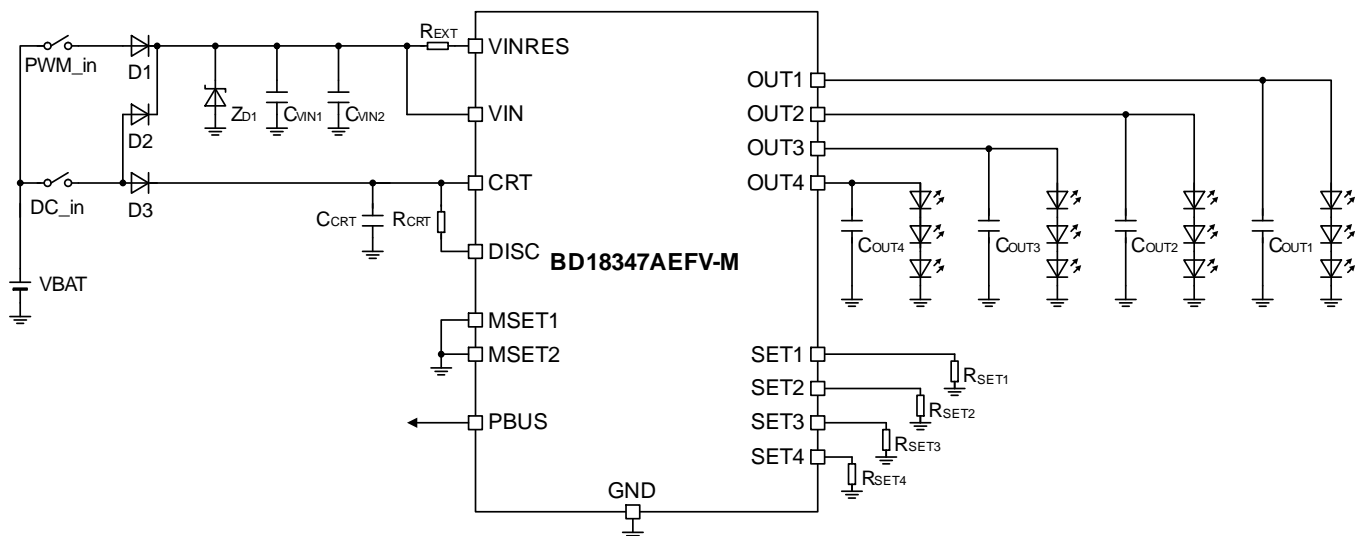 REXT
VINRES
PWM_in
D1
OUT1
OUT2
VIN
ZD1
CVIN1
CVIN2
D2
OUT3
CRT
OUT4
DC_in
D3
CCRT
RCRT
COUT4
COUT3
COUT2
COUT1
DISC
BD18347AEFV-M
VBAT
MSET1
MSET2
SET1
RSET1
SET2
RSET2
PBUS
SET3
RSET3
SET4
RSET4
GND